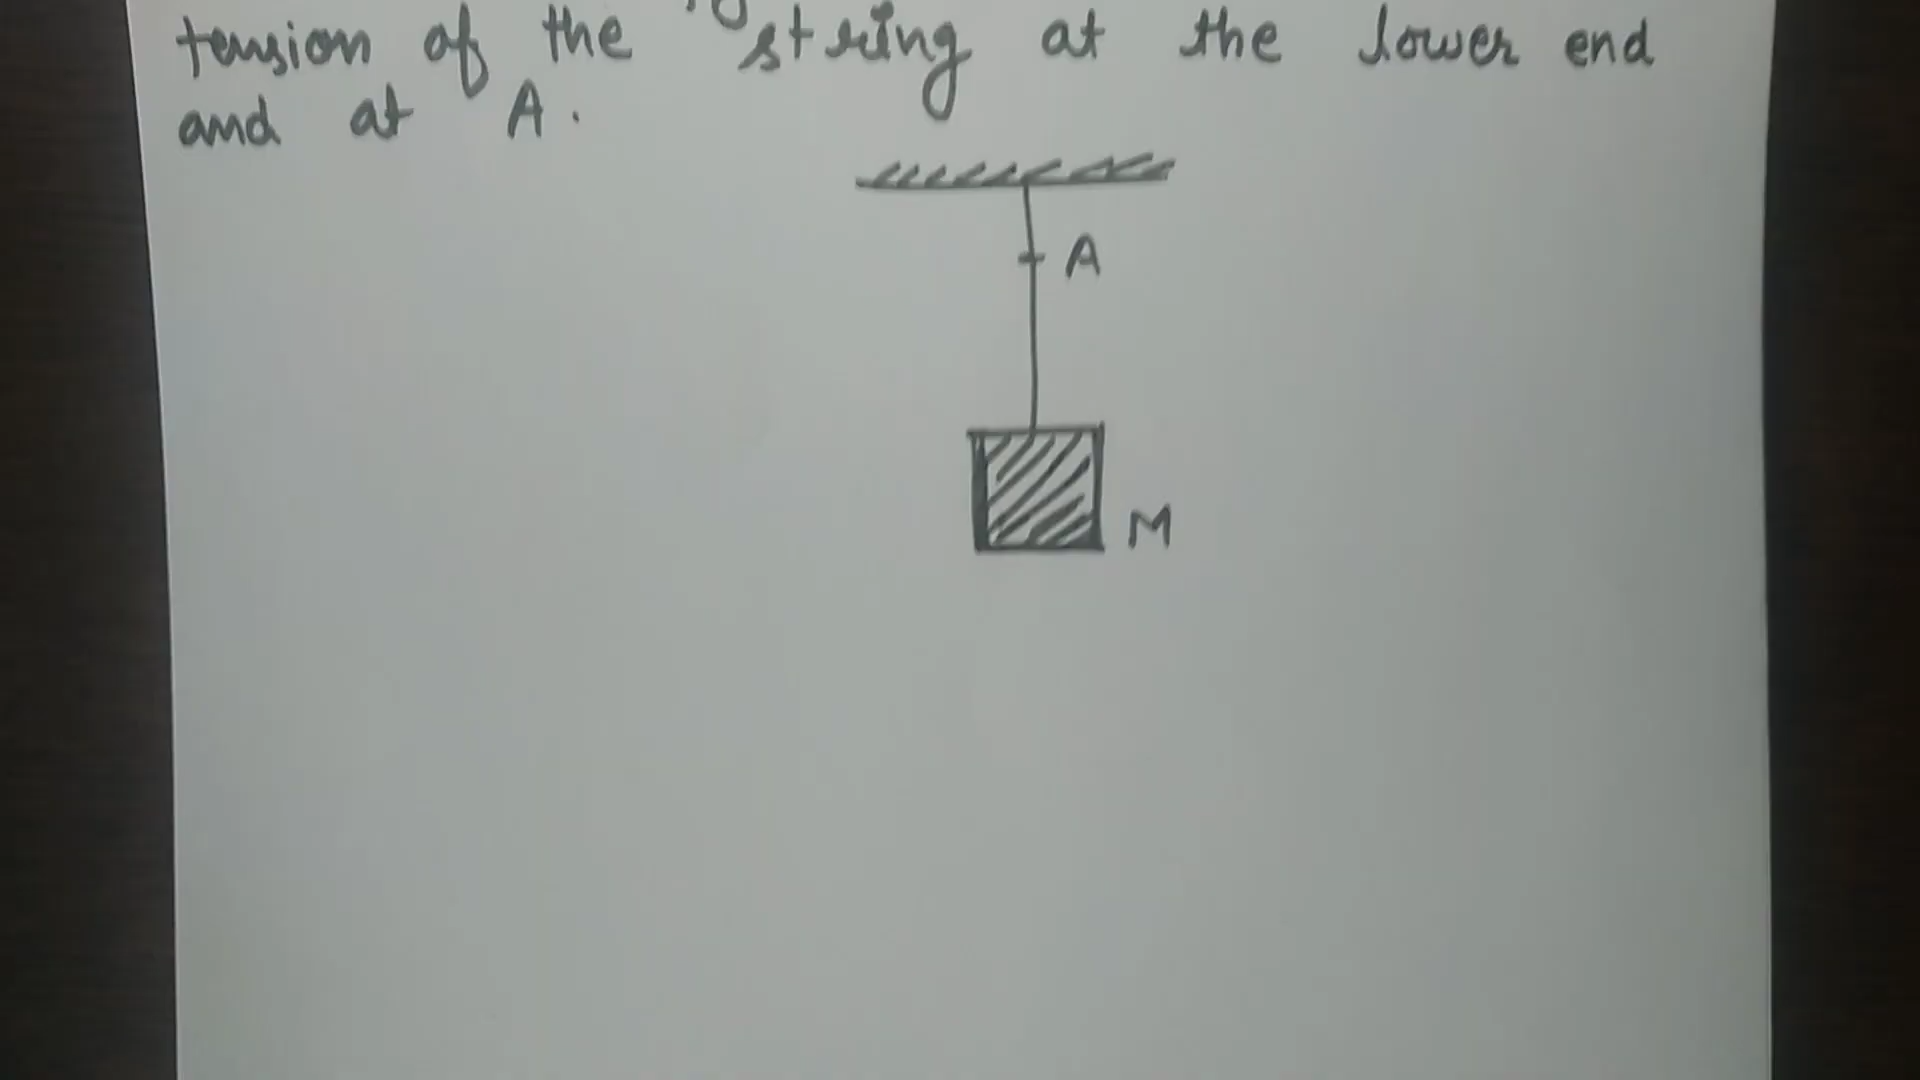 tension of the string at the lower end
and at A.
A
M